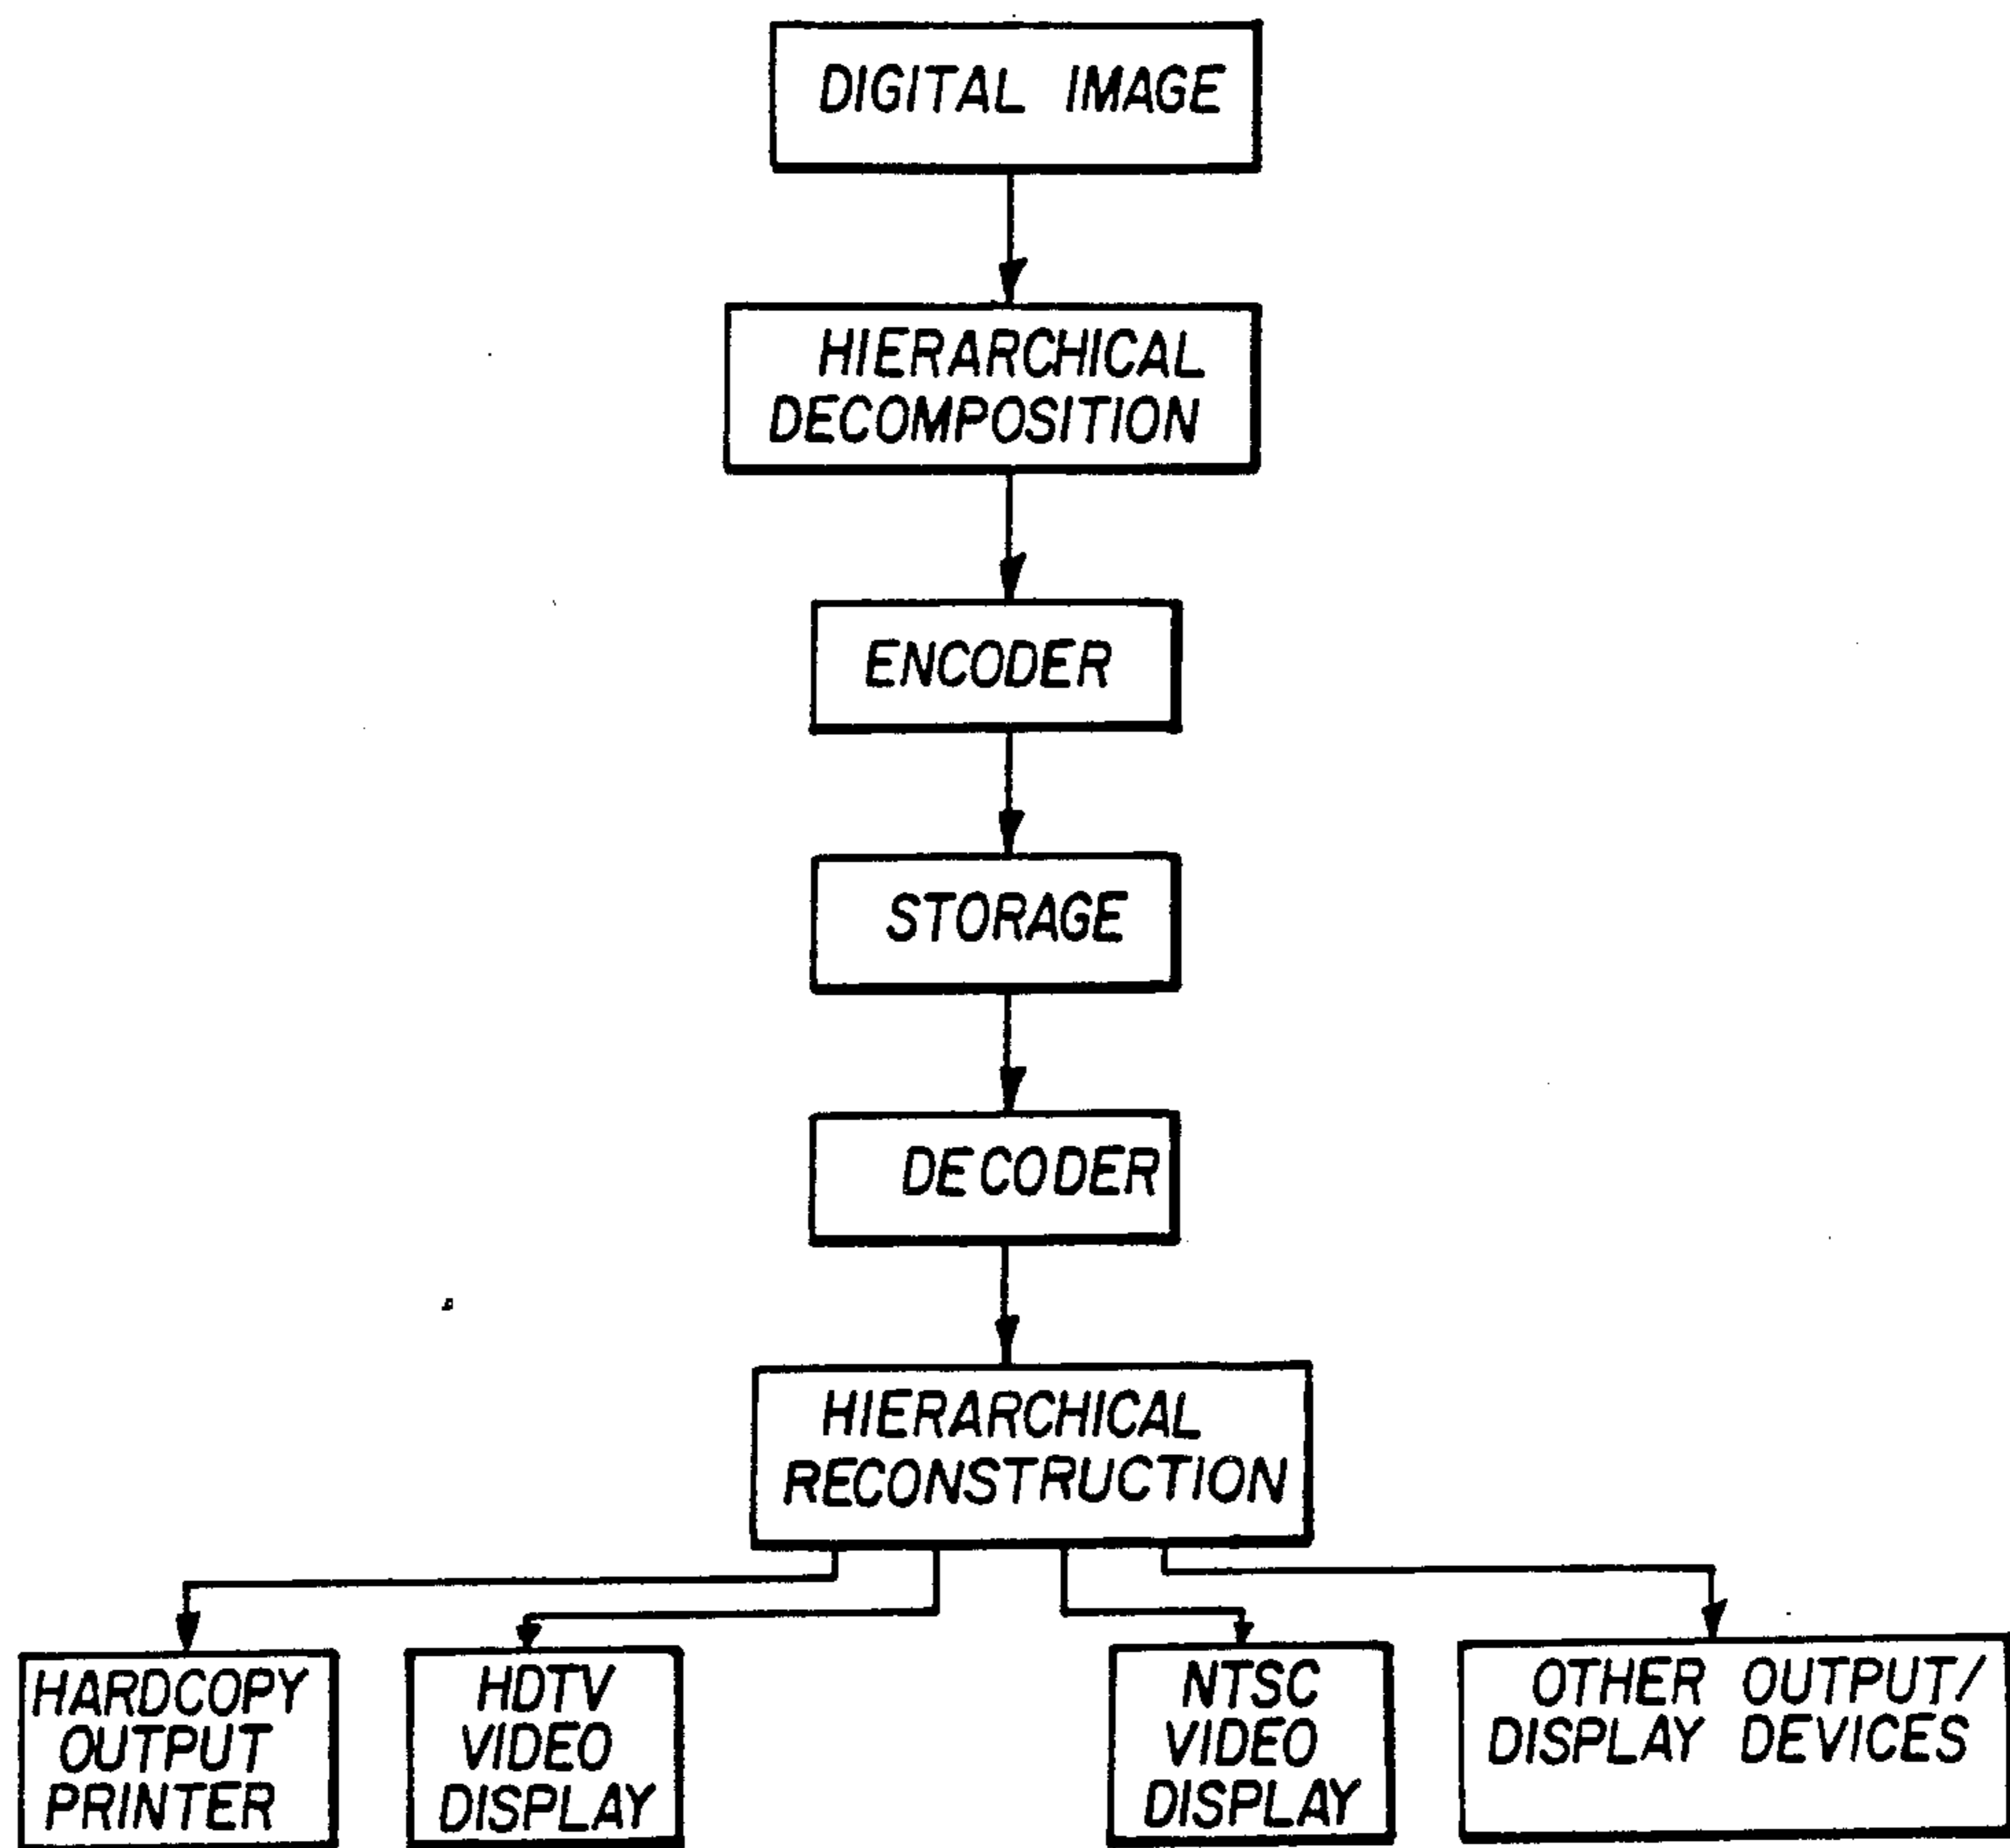 DIGITAL IMAGE
HIERARCHICAL
DECOMPOSITION
ENCODER
STORAGE
DECODER
HIERARCHICAL
RECONSTRUCTION
HARDCOPY
OUTPUT
PRINTER
HDTV
VIDEO
DISPLAY
NTSC
VIDEO
DISPLAY
OTHER OUTPUT/
DISPLAY DEVICES